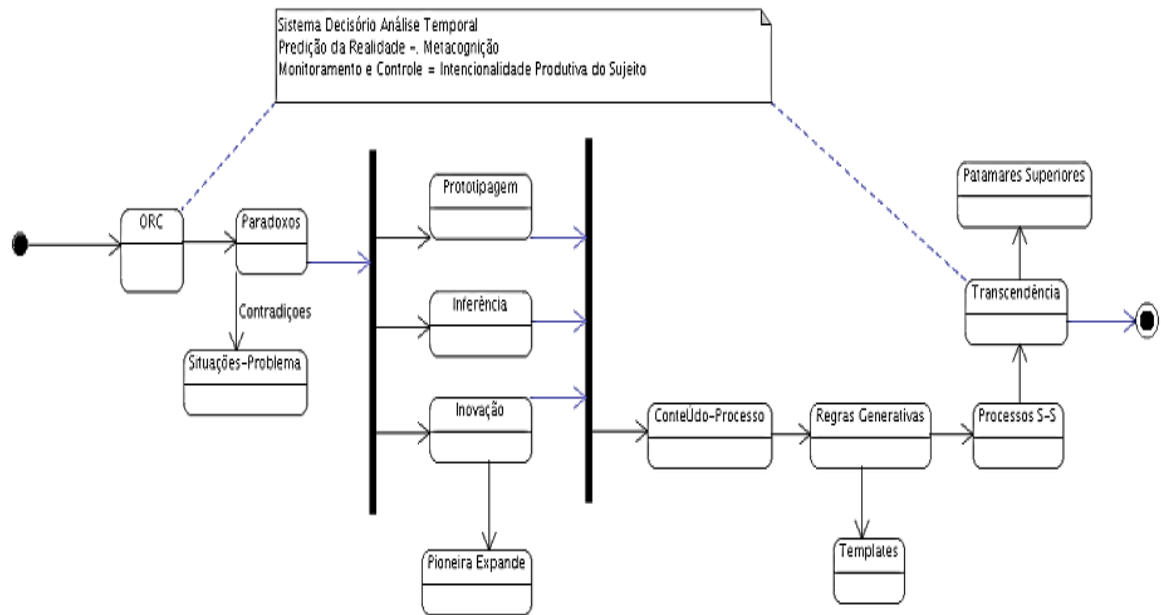 Sistema Decisório Análise Temporal
Predição da Realidade -. Metacognição
Monitoramento e Controle = Intencionalidade Produtiva do Sujeito
ORC
Paradoxos
Contradiçoes
Situações-Problema
Prototipagem
Inferência
Inovação
Pioneira Expande
ConteÚdo-Processo
Regras Generativas
Templates
Processos S-S
Transcendência
Patamares Superiores